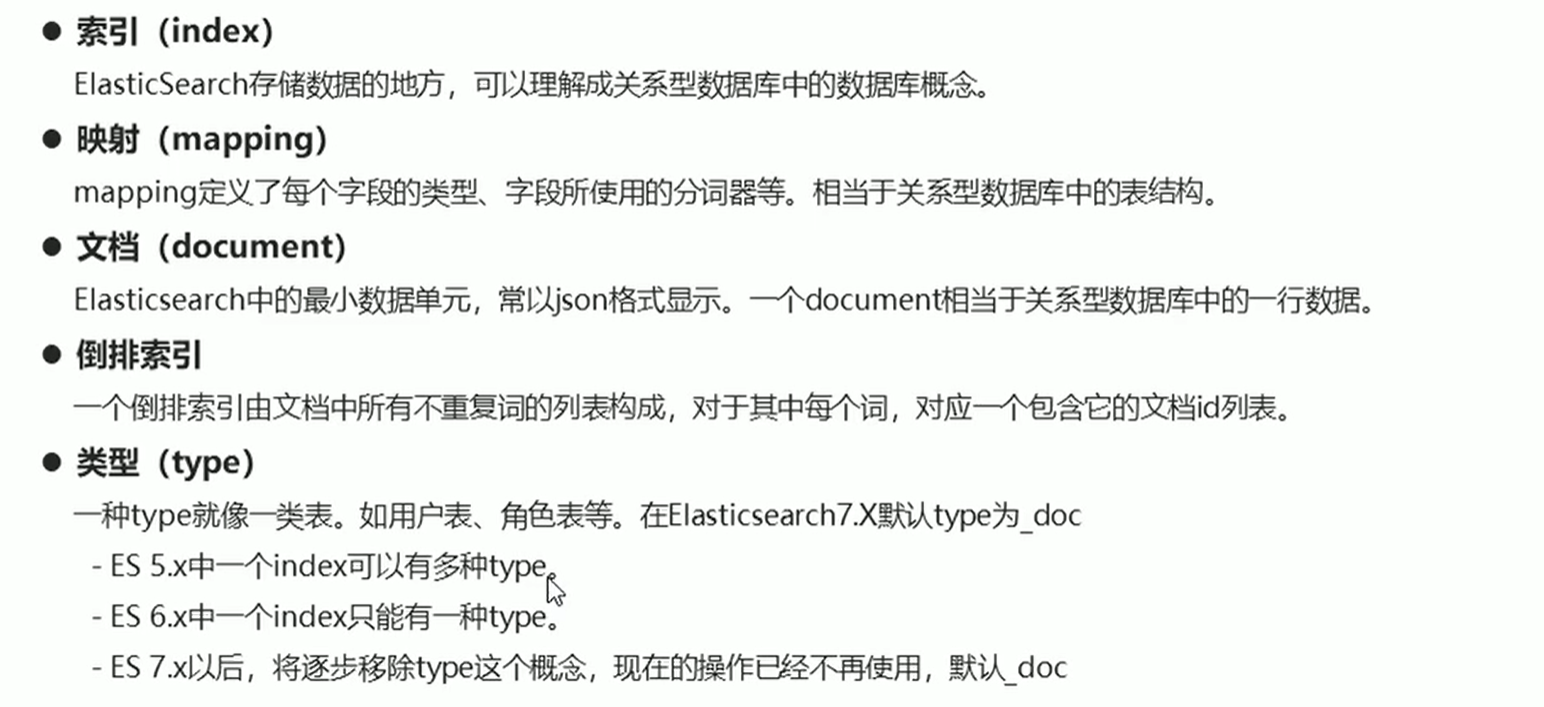 ● 索引（index）
ElasticSearch存储数据的地方，可以理解成关系型数据库中的数据库概念。
● 映射（mapping）
mapping定义了每个字段的类型、字段所使用的分词器等。相当于关系型数据库中的表结构。
● 文档（document）
Elasticsearch中的最小数据单元，常以json格式显示。一个document相当于关系型数据库中的一行数据。
● 倒排索引
一个倒排索引由文档中所有不重复词的列表构成，对于其中每个词，对应一个包含它的文档id列表。
● 类型（type）
一种type就像一类表。如用户表、角色表等。在Elasticsearch7.X默认type为_doc
- ES 5.x中一个index可以有多种type。
- ES 6.x中一个index只能有一种type。
- ES 7.x以后，将逐步移除type这个概念，现在的操作已经不再使用，默认_doc